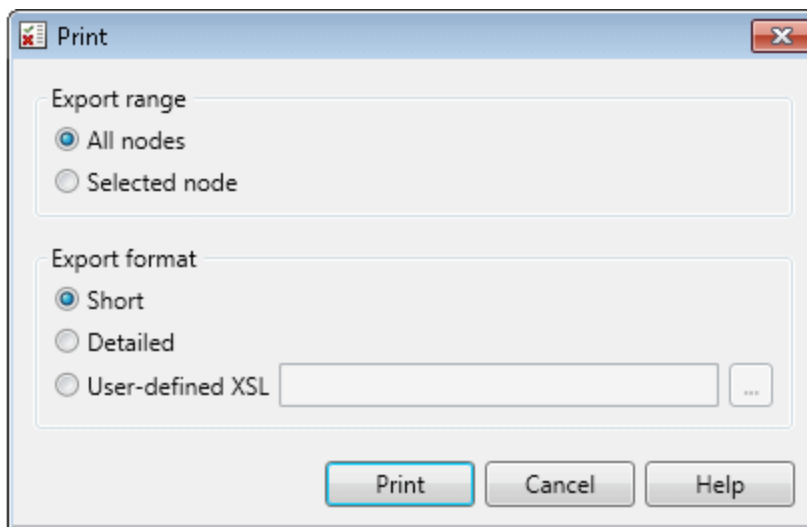 Print
Export range
All nodes
Selected node
Export format
Short
Detailed
User-defined XSL
...
Print Cancel Help